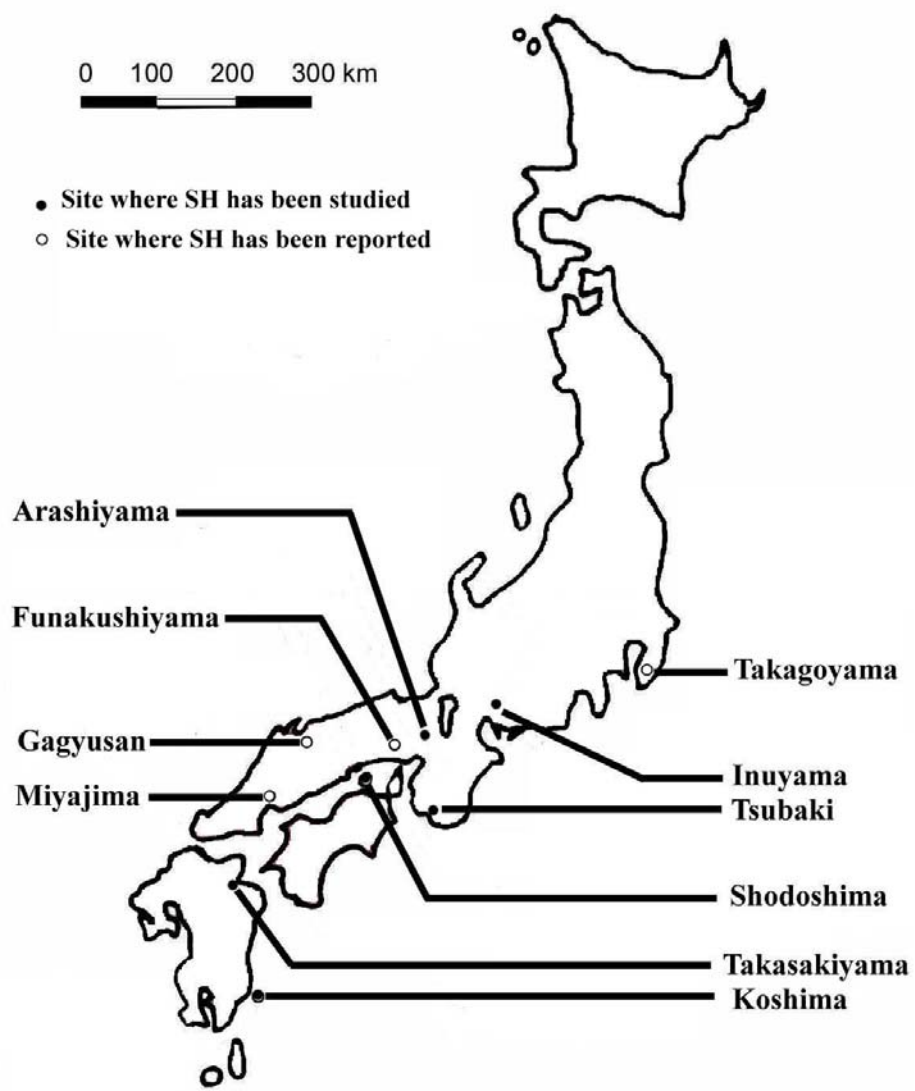 0 100 200 300 km
Site where SH has been studied
Site where SH has been reported
Arashiyama
Funakushiyama
Takagoyama
Gagyusan
Inuyama
Miyajima
Tsubaki
Shodoshima
Takasakiyama
Koshima